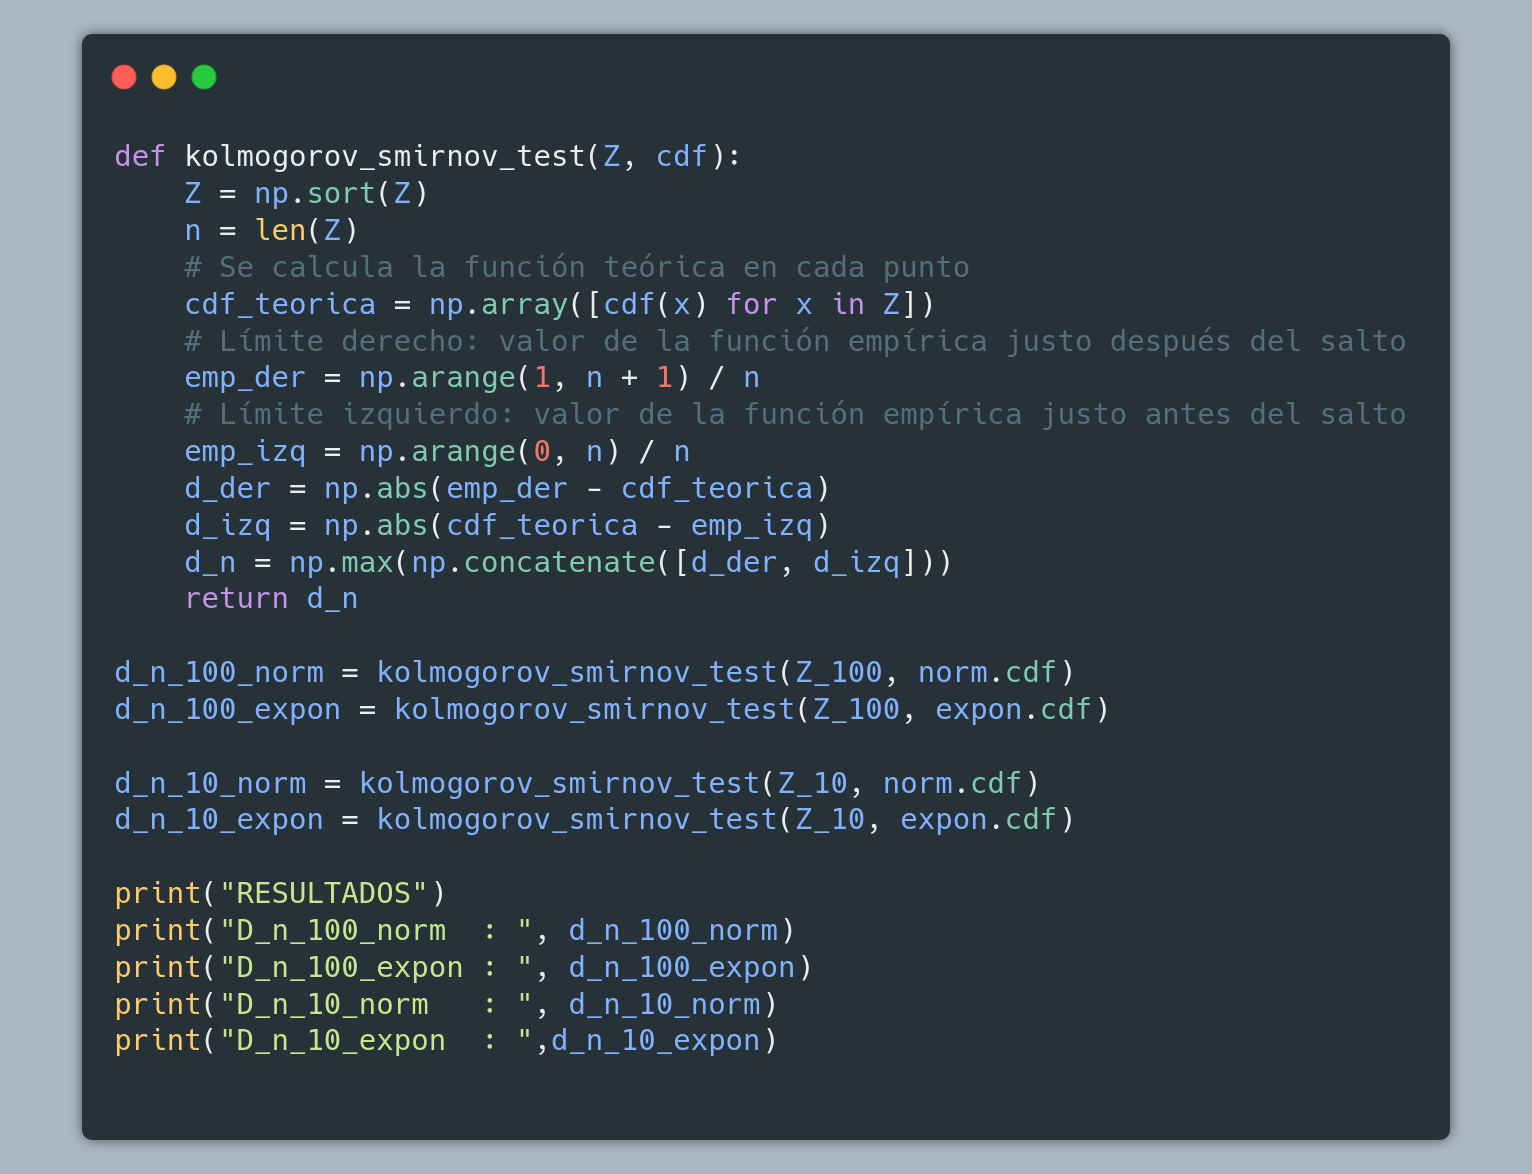 def kolmogorov_smirnov_test(Z, cdf):
    Z = np.sort(Z)
    n = len(Z)
    # Se calcula la función teórica en cada punto
    cdf_teorica = np.array([cdf(x) for x in Z])
    # Límite derecho: valor de la función empírica justo después del salto
    emp_der = np.arange(1, n + 1) / n
    # Límite izquierdo: valor de la función empírica justo antes del salto
    emp_izq = np.arange(0, n) / n
    d_der = np.abs(emp_der - cdf_teorica)
    d_izq = np.abs(cdf_teorica - emp_izq)
    d_n = np.max(np.concatenate([d_der, d_izq]))
    return d_n

d_n_100_norm = kolmogorov_smirnov_test(Z_100, norm.cdf)
d_n_100_expon = kolmogorov_smirnov_test(Z_100, expon.cdf)

d_n_10_norm = kolmogorov_smirnov_test(Z_10, norm.cdf)
d_n_10_expon = kolmogorov_smirnov_test(Z_10, expon.cdf)

print("RESULTADOS")
print("D_n_100_norm  : ", d_n_100_norm)
print("D_n_100_expon : ", d_n_100_expon)
print("D_n_10_norm   : ", d_n_10_norm)
print("D_n_10_expon  : ",d_n_10_expon)